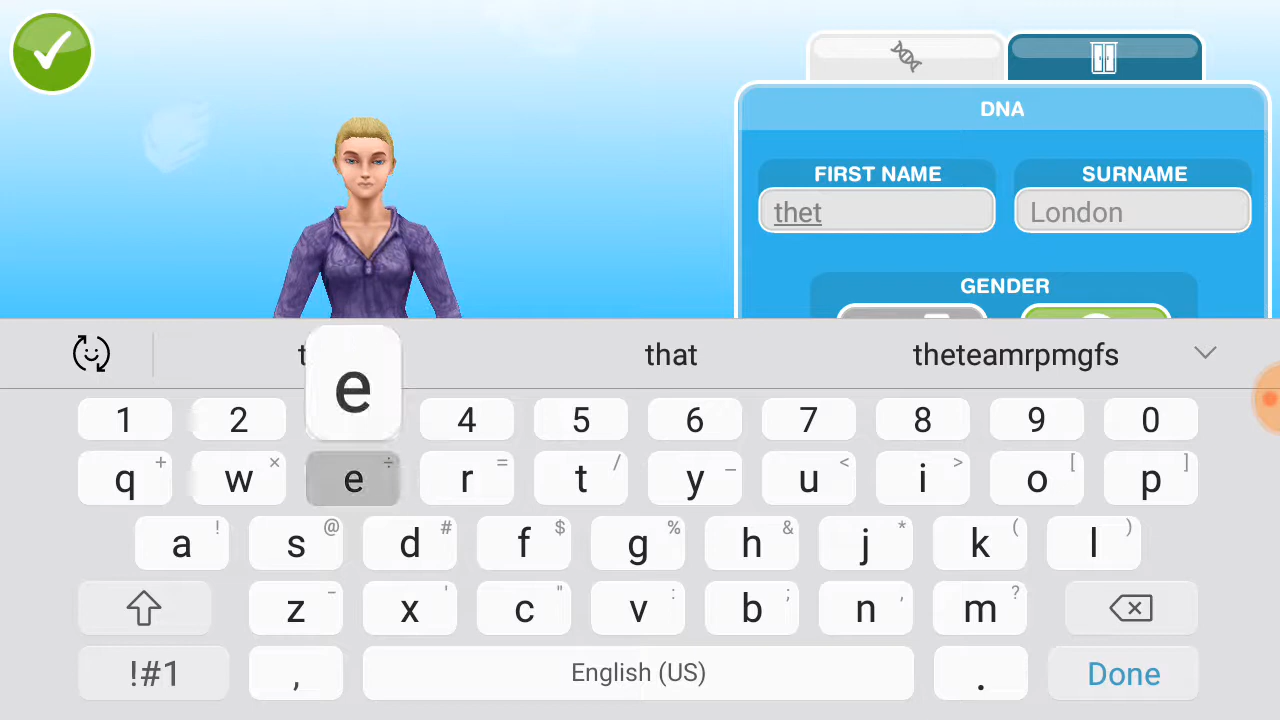 DNA
FIRST NAME SURNAME
thet London
GENDER
e that theteamrpmgfs
1 2 4 5 6 7 8 9 0
q + w × e ÷ r = t / y _ u < i > o [ p ]
a ! s @ d # f $ g % h & j * k ( l )
z - x ' c " v : b ; n , m ?
!#1 , English (US) . Done